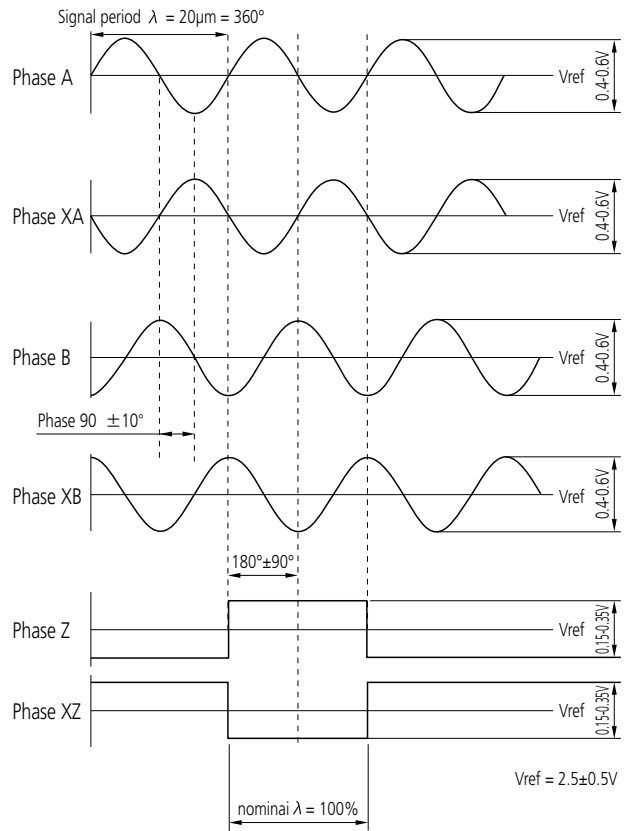 Signal period λ = 20μm = 360°
Phase A
Vref
0.4-0.6V
Phase XA
Vref
0.4-0.6V
Phase B
Vref
0.4-0.6V
Phase 90 ±10°
Phase XB
Vref
0.4-0.6V
180°±90°
Phase Z
Vref
0.15-0.35V
Phase XZ
Vref
0.15-0.35V
Vref = 2.5±0.5V
nominai λ = 100%